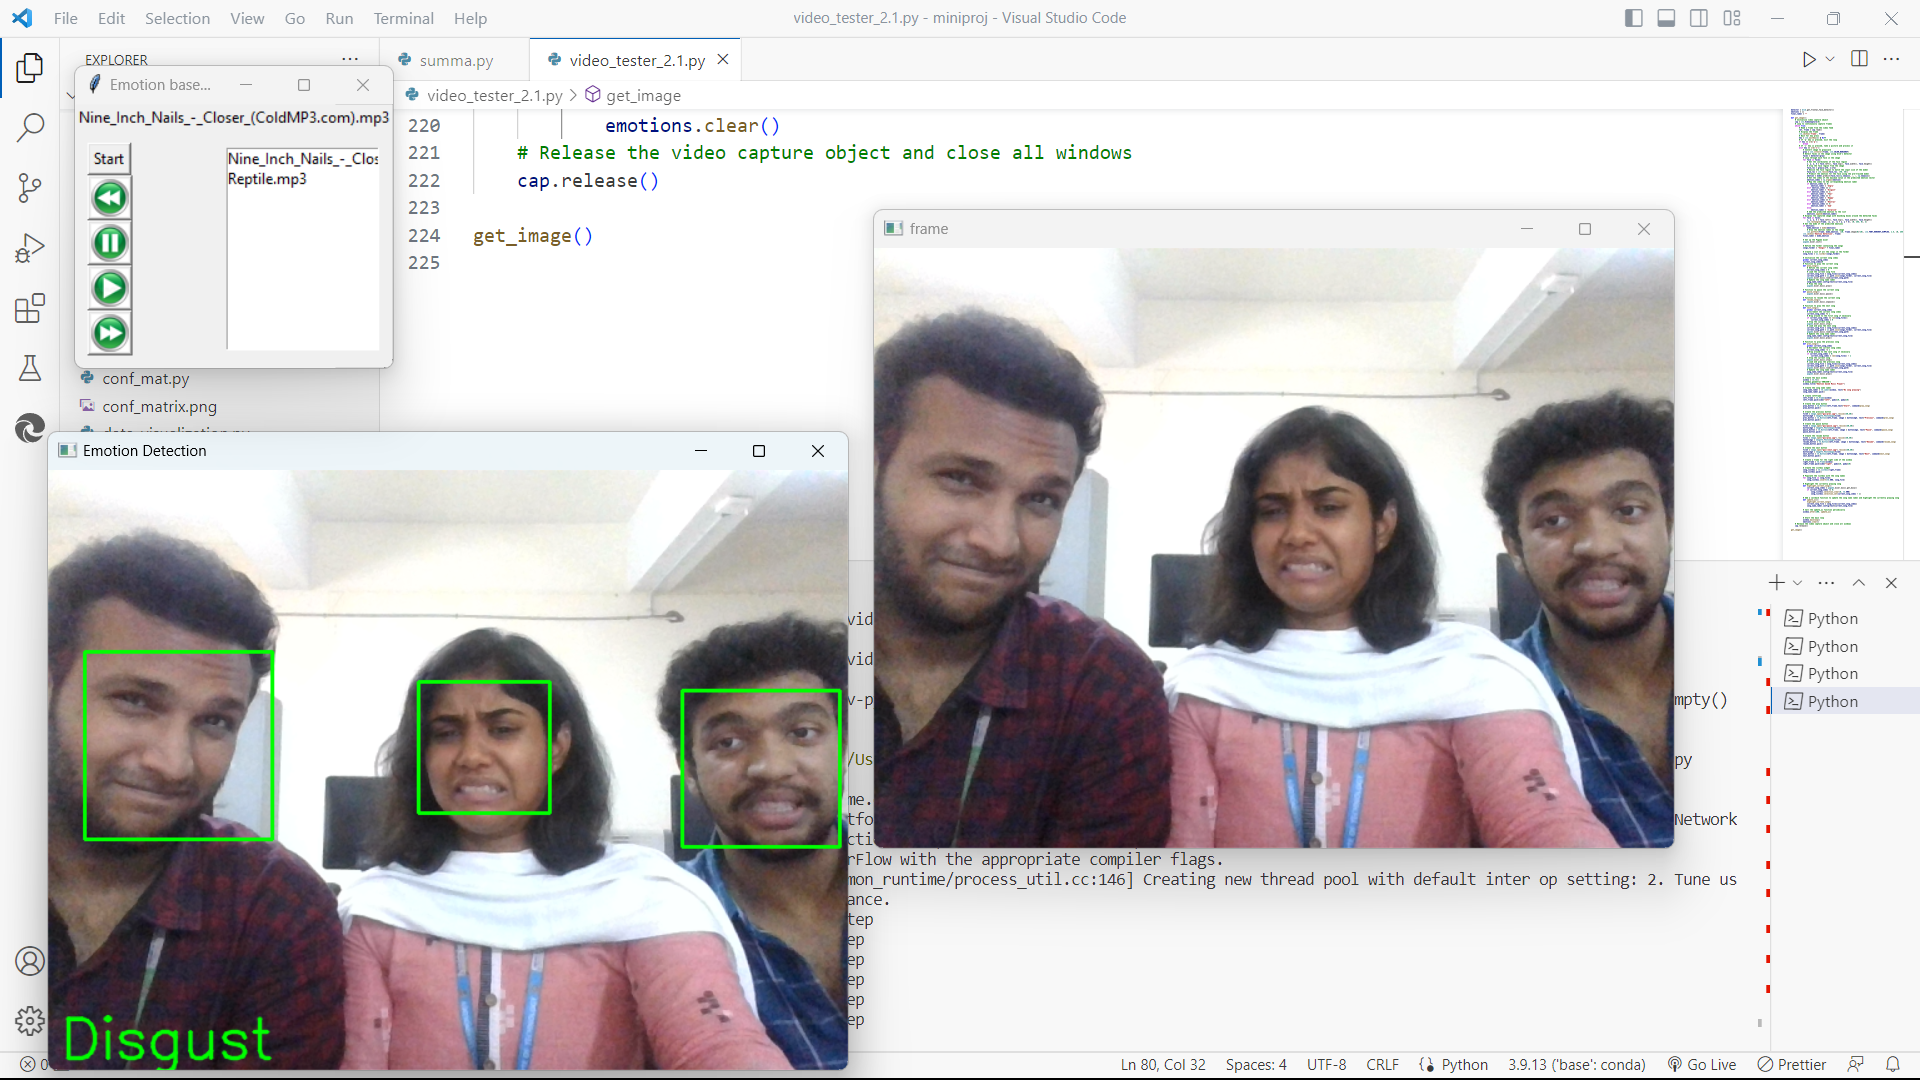 File Edit Selection View Go Run Terminal Help
video_tester_2.1.py - miniproj - Visual Studio Code
EXPLORER
summa.py
video_tester_2.1.py
video_tester_2.1.py > get_image
Emotion base...
Nine_Inch_Nails_-_Closer_(ColdMP3.com).mp3
Start
Nine_Inch_Nails_-_Clos
Reptile.mp3
220 emotions.clear()
221 # Release the video capture object and close all windows
222 cap.release()
223
224 get_image()
225
conf_mat.py
conf_matrix.png
frame
Emotion Detection
Disgust
vid
vid
v-p
mpty()
/Us
py
me.
tfo
Network
cti
rFlow with the appropriate compiler flags.
mon_runtime/process_util.cc:146] Creating new thread pool with default inter op setting: 2. Tune us
ance.
tep
ep
ep
ep
ep
ep
Python
Python
Python
Python
0
Ln 80, Col 32
Spaces: 4
UTF-8
CRLF
Python
3.9.13 ('base': conda)
Go Live
Prettier